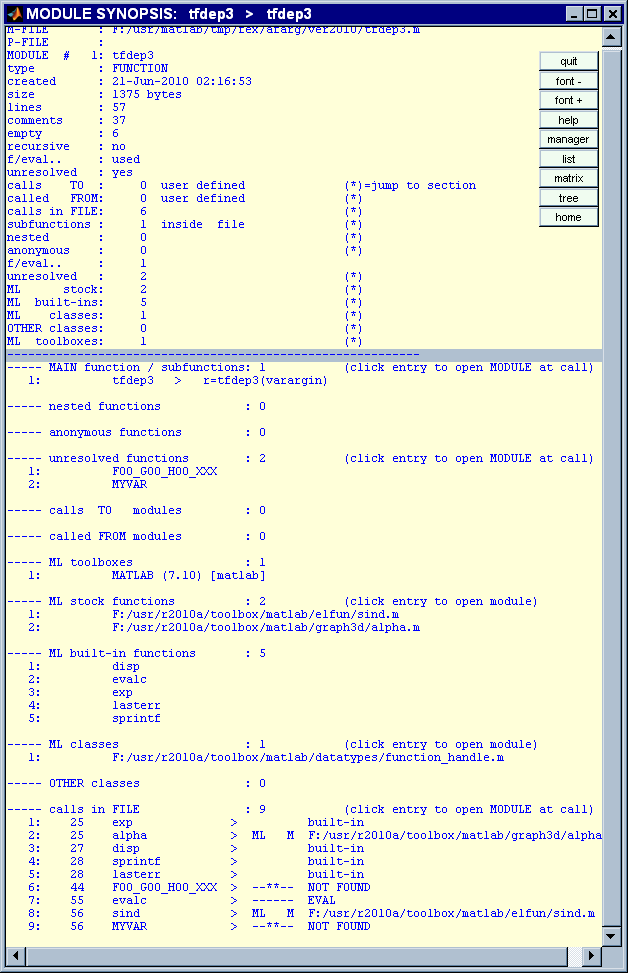 MODULE SYNOPSIS: tfdep3 > tfdep3
M-FILE : F:/usr/matlab/tmp/fex/afarg/ver2010/tfdep3.m
P-FILE :
MODULE # 1: tfdep3
type : FUNCTION
created : 21-Jun-2010 02:16:53
size : 1375 bytes
lines : 57
comments : 37
empty : 6
recursive : no
f/eval.. : used
unresolved : yes
calls TO : 0 user defined (*)=jump to section
called FROM: 0 user defined (*)
calls in FILE: 6 (*)
subfunctions : 1 inside file (*)
nested : 0 (*)
anonymous : 0 (*)
f/eval.. : 1
unresolved : 2 (*)
ML stock: 2 (*)
ML built-ins: 5 (*)
ML classes: 1 (*)
OTHER classes: 0 (*)
ML toolboxes: 1 (*)
quit
font -
font +
help
manager
list
matrix
tree
home
-----------------------------------------------------------
----- MAIN function / subfunctions: 1 (click entry to open MODULE at call)
1: tfdep3 > r=tfdep3(varargin)
----- nested functions : 0
----- anonymous functions : 0
----- unresolved functions : 2 (click entry to open MODULE at call)
1: FOO_GOO_HOO_XXX
2: MYVAR
----- calls TO modules : 0
----- called FROM modules : 0
----- ML toolboxes : 1
1: MATLAB (7.10) [matlab]
----- ML stock functions : 2 (click entry to open module)
1: F:/usr/r2010a/toolbox/matlab/elfun/sind.m
2: F:/usr/r2010a/toolbox/matlab/graph3d/alpha.m
----- ML built-in functions : 5
1: disp
2: evalc
3: exp
4: lasterr
5: sprintf
----- ML classes : 1 (click entry to open module)
1: F:/usr/r2010a/toolbox/matlab/datatypes/function_handle.m
----- OTHER classes : 0
----- calls in FILE : 9 (click entry to open MODULE at call)
1: 25 exp > built-in
2: 25 alpha > ML M F:/usr/r2010a/toolbox/matlab/graph3d/alpha
3: 27 disp > built-in
4: 28 sprintf > built-in
5: 28 lasterr > built-in
6: 44 FOO_GOO_HOO_XXX > --**-- NOT FOUND
7: 55 evalc > ------ EVAL
8: 56 sind > ML M F:/usr/r2010a/toolbox/matlab/elfun/sind.m
9: 56 MYVAR > --**-- NOT FOUND